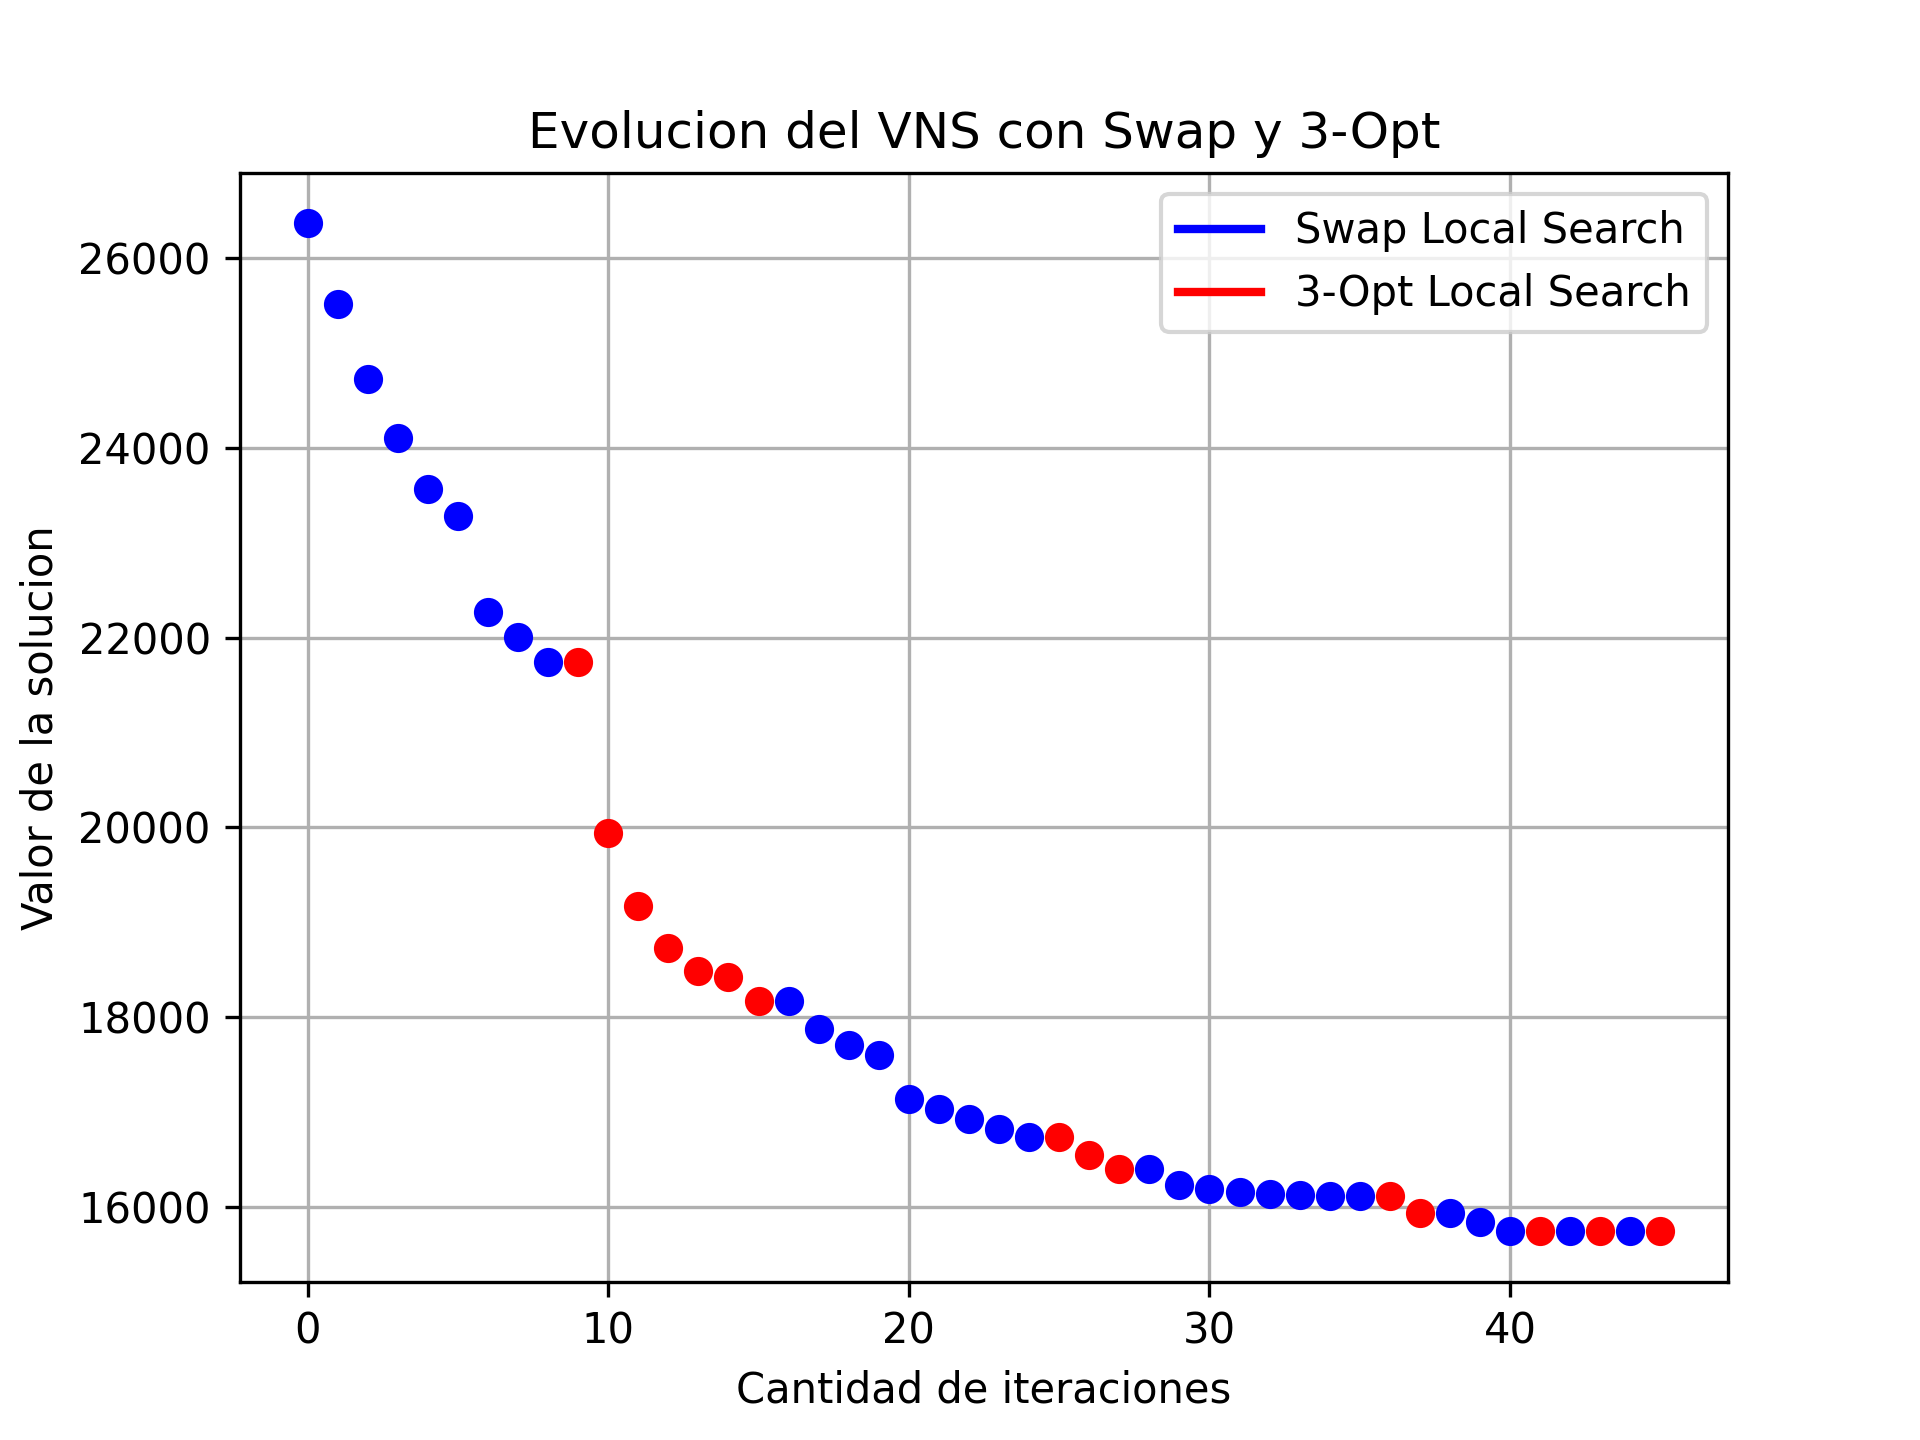 Evolucion del VNS con Swap y 3-Opt
Swap Local Search
3-Opt Local Search
26000
24000
22000
20000
18000
16000
Valor de la solucion
0 10 20 30 40
Cantidad de iteraciones